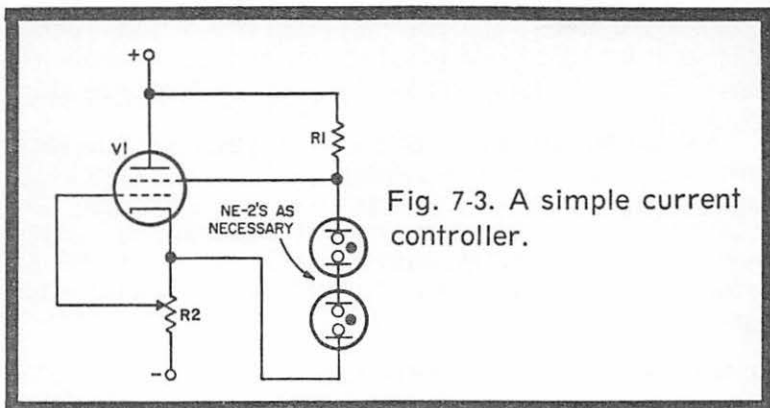 +
R1
V1
NE-2'S AS
NECESSARY
R2
-
Fig. 7-3. A simple current
controller.